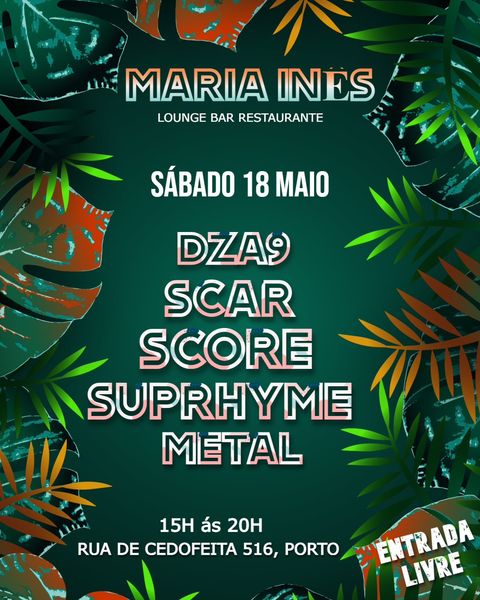 MARIA INÊS
LOUNGE BAR RESTAURANTE
SÁBADO 18 MAIO
DZA9
SCAR
SCORE
SUPRHYME
METAL
15H ás 20H
RUA DE CEDOFEITA 516, PORTO
ENTRADA
LIVRE